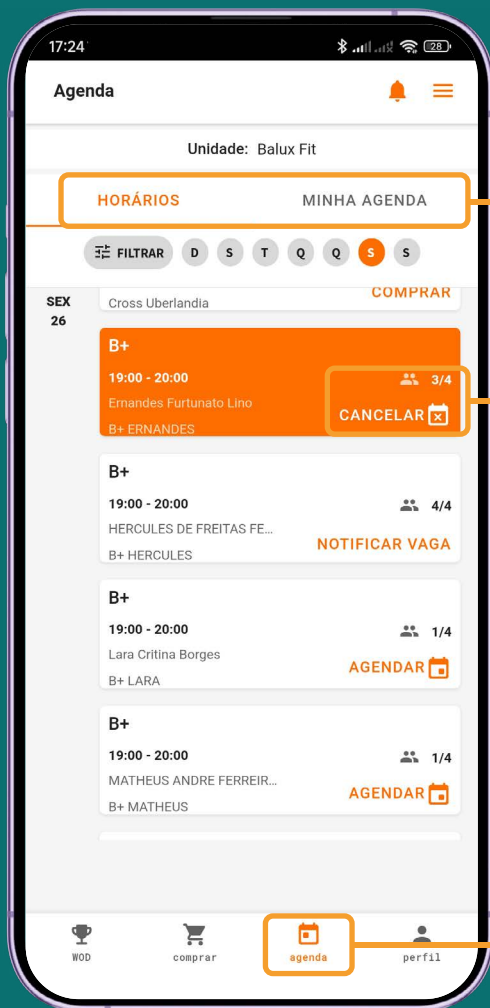 17:24
28
Agenda
Unidade: Balux Fit
HORÁRIOS MINHA AGENDA
FILTRAR D S T Q Q S S
SEX
26
Cross Uberlandia
COMPRAR
B+
19:00 - 20:00 3/4
Ernandes Furtunato Lino
CANCELAR
B+ ERNANDES
B+
19:00 - 20:00 4/4
HERCULES DE FREITAS FE...
NOTIFICAR VAGA
B+ HERCULES
B+
19:00 - 20:00 1/4
Lara Critina Borges
AGENDAR
B+ LARA
B+
19:00 - 20:00 1/4
MATHEUS ANDRE FERREIR...
AGENDAR
B+ MATHEUS
WOD comprar agenda perfil